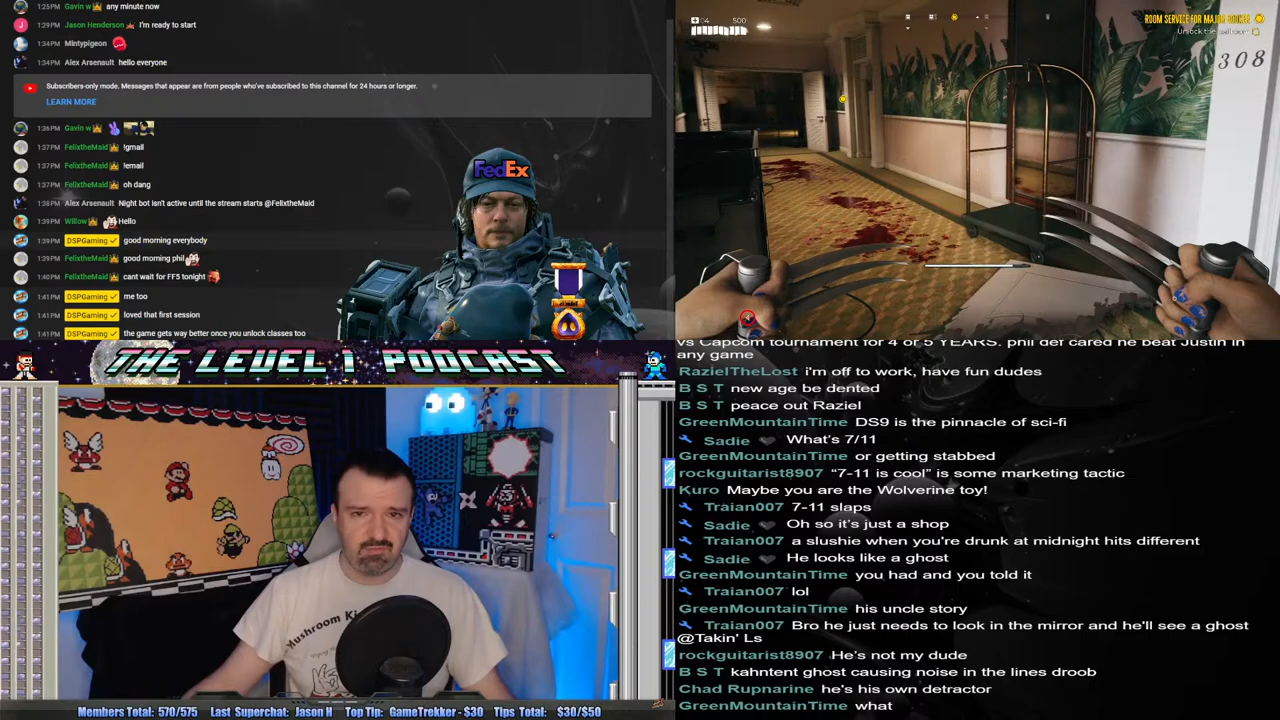 1:25PM Gavin w any minute now
1:29PM Jason Henderson I'm ready to start
1:34PM Mintypigeon
1:34PM Alex Arsenault hello everyone
Subscribers-only mode. Messages that appear are from people who've subscribed to this channel for 24 hours or longer.
LEARN MORE
1:36PM Gavin w
1:37PM FelixtheMaid !gmail
1:37PM FelixtheMaid !email
1:37PM FelixtheMaid oh dang
1:38PM Alex Arsenault Night bot isn't active until the stream starts @FelixtheMaid
1:39PM Willow Hello
1:39PM DSPGaming good morning everybody
1:39PM FelixtheMaid good morning phil
1:40PM FelixtheMaid cant wait for FF5 tonight
1:41PM DSPGaming me too
1:41PM DSPGaming loved that first session
1:41PM DSPGaming the game gets way better once you unlock classes too
FedEx
500
ROOM SERVICE FOR MAJOR BOOKER
Unlock the
308
THE LEVEL 1 PODCAST
Mushroom Ki
vs Capcom tournament for 4 or 5 YEARS. phil def cared he beat Justin in
any game
RazielTheLost i'm off to work, have fun dudes
B S T new age be dented
B S T peace out Raziel
GreenMountainTime DS9 is the pinnacle of sci-fi
Sadie What's 7/11
GreenMountainTime or getting stabbed
rockguitarist8907 “7-11 is cool” is some marketing tactic
Kuro Maybe you are the Wolverine toy!
Traian007 7-11 slaps
Sadie Oh so it's just a shop
Traian007 a slushie when you're drunk at midnight hits different
Sadie He looks like a ghost
GreenMountainTime you had and you told it
Traian007 lol
GreenMountainTime his uncle story
Traian007 Bro he just needs to look in the mirror and he'll see a ghost
@Takin' Ls
rockguitarist8907 He's not my dude
B S T kahntent ghost causing noise in the lines droob
Chad Rupnarine he's his own detractor
GreenMountainTime what
Members Total: 570/575 Last Superchat: Jason H Top Tip: GameTrekker - $30 Tips Total: $30/$50